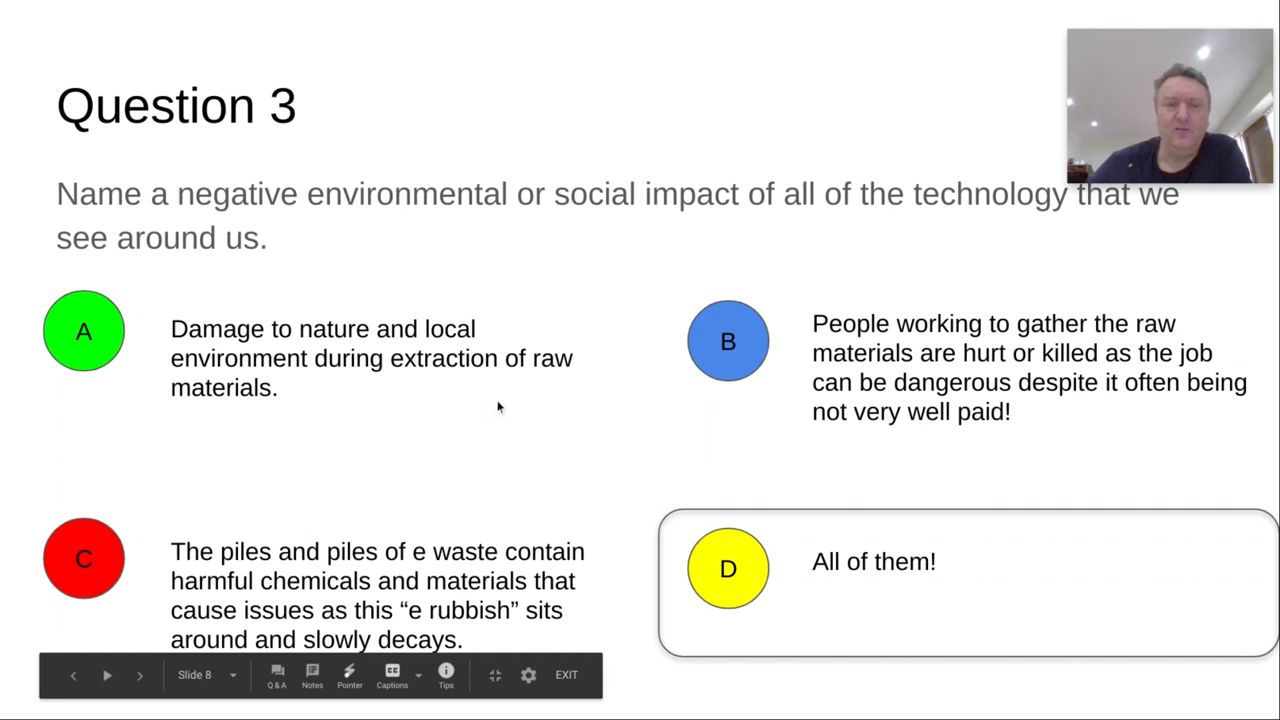 Question 3
Name a negative environmental or social impact of all of the technology that we
see around us.
A
Damage to nature and local
environment during extraction of raw
materials.
B
People working to gather the raw
materials are hurt or killed as the job
can be dangerous despite it often being
not very well paid!
C
The piles and piles of e waste contain
harmful chemicals and materials that
cause issues as this “e rubbish” sits
around and slowly decays.
D
All of them!
Slide 8
Q & A
Notes
Pointer
Captions
Tips
EXIT